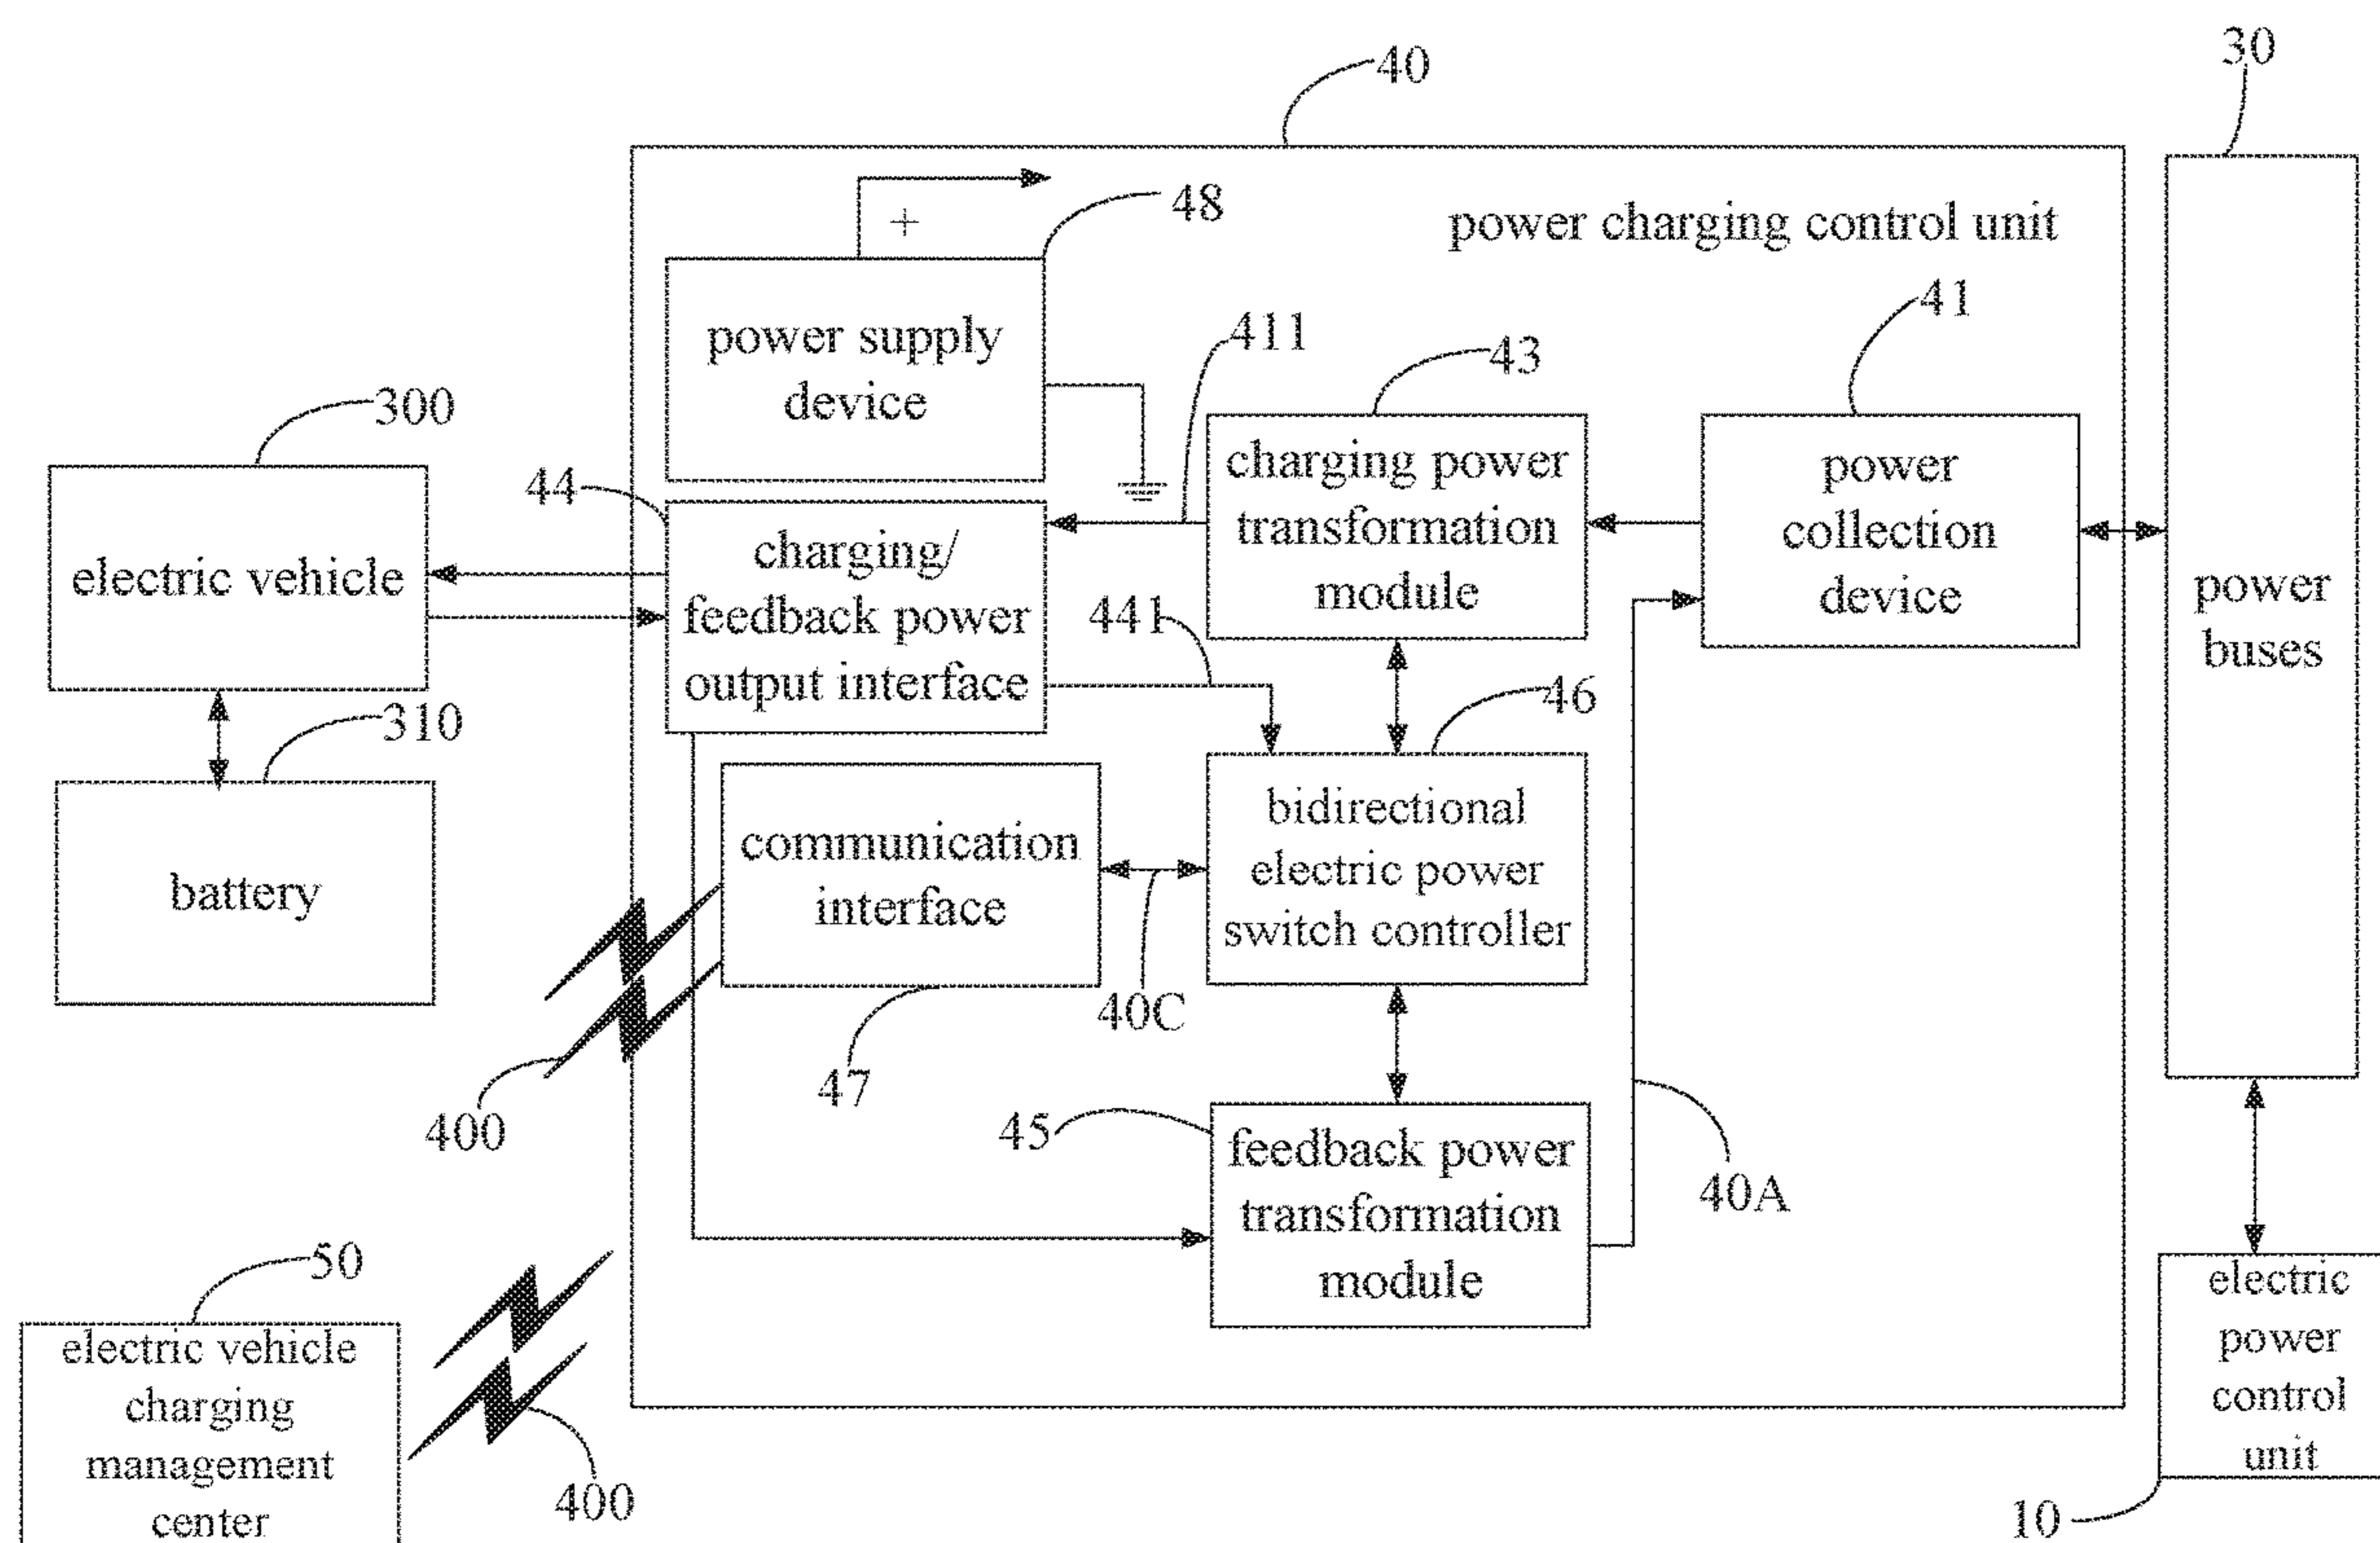 40
30
+
48
power charging control unit
41
411
43
power supply
device
300
44
charging power
transformation
module
power
collection
device
electric vehicle
charging/
feedback power
output interface
441
power
buses
310
46
battery
communication
interface
bidirectional
electric power
switch controller
40C
400
47
45
feedback power
transformation
module
40A
50
electric vehicle
charging
management
center
400
electric
power
control
unit
10